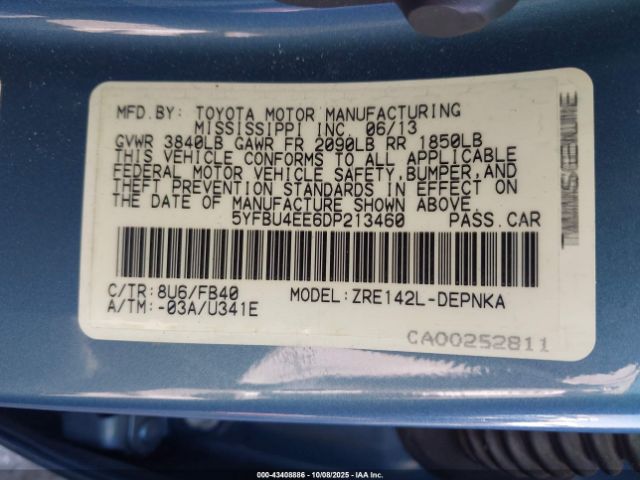 MFD.BY: TOYOTA MOTOR MANUFACTURING
MISSISSIPPI INC. 06/13
GVWR 3840LB GAWR FR 2090LB RR 1850LB
THIS VEHICLE CONFORMS TO ALL APPLICABLE
FEDERAL MOTOR VEHICLE SAFETY,BUMPER,AND
THEFT PREVENTION STANDARDS IN EFFECT ON
THE DATE OF MANUFACTURE SHOWN ABOVE.
5YFBU4EE6DP213460 PASS.CAR
C/TR:8U6/FB40 MODEL:ZRE142L-DEPNKA
A/TM:-03A/U341E
CA00252811
000-43408886 - 10/08/2025 - IAA Inc.